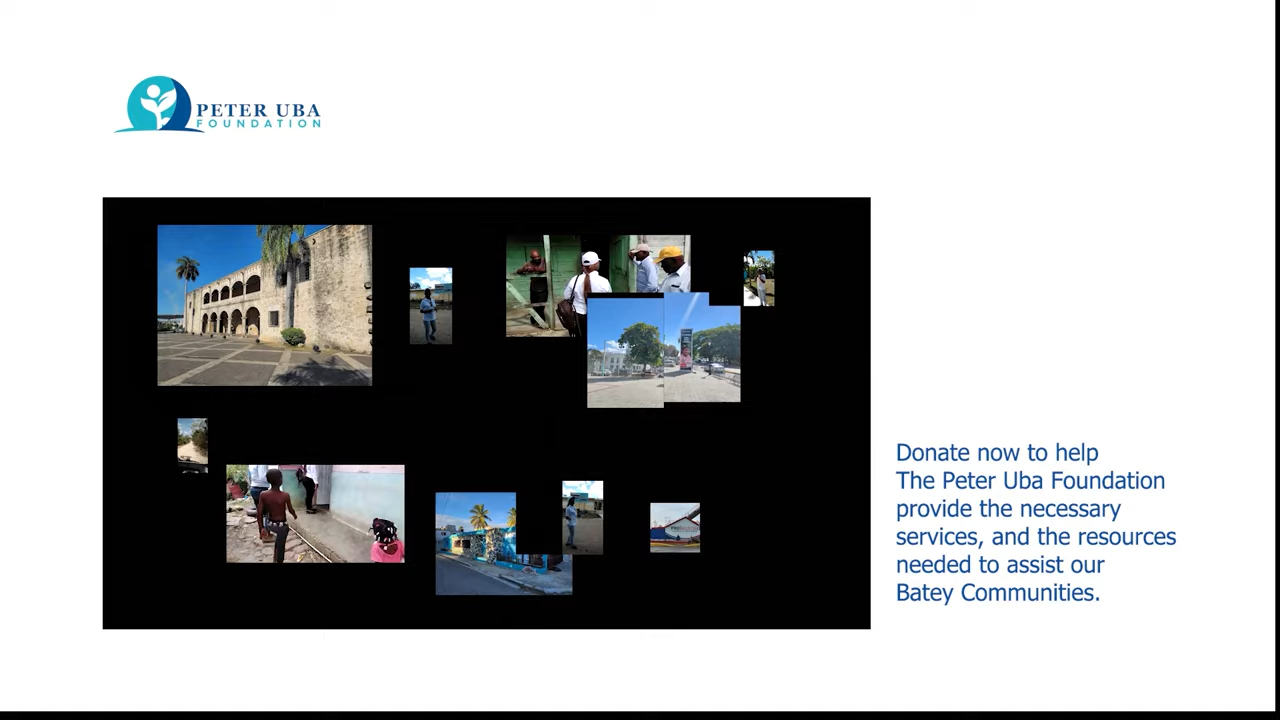 PETER UBA
FOUNDATION
Donate now to help
The Peter Uba Foundation
provide the necessary
services, and the resources
needed to assist our
Batey Communities.